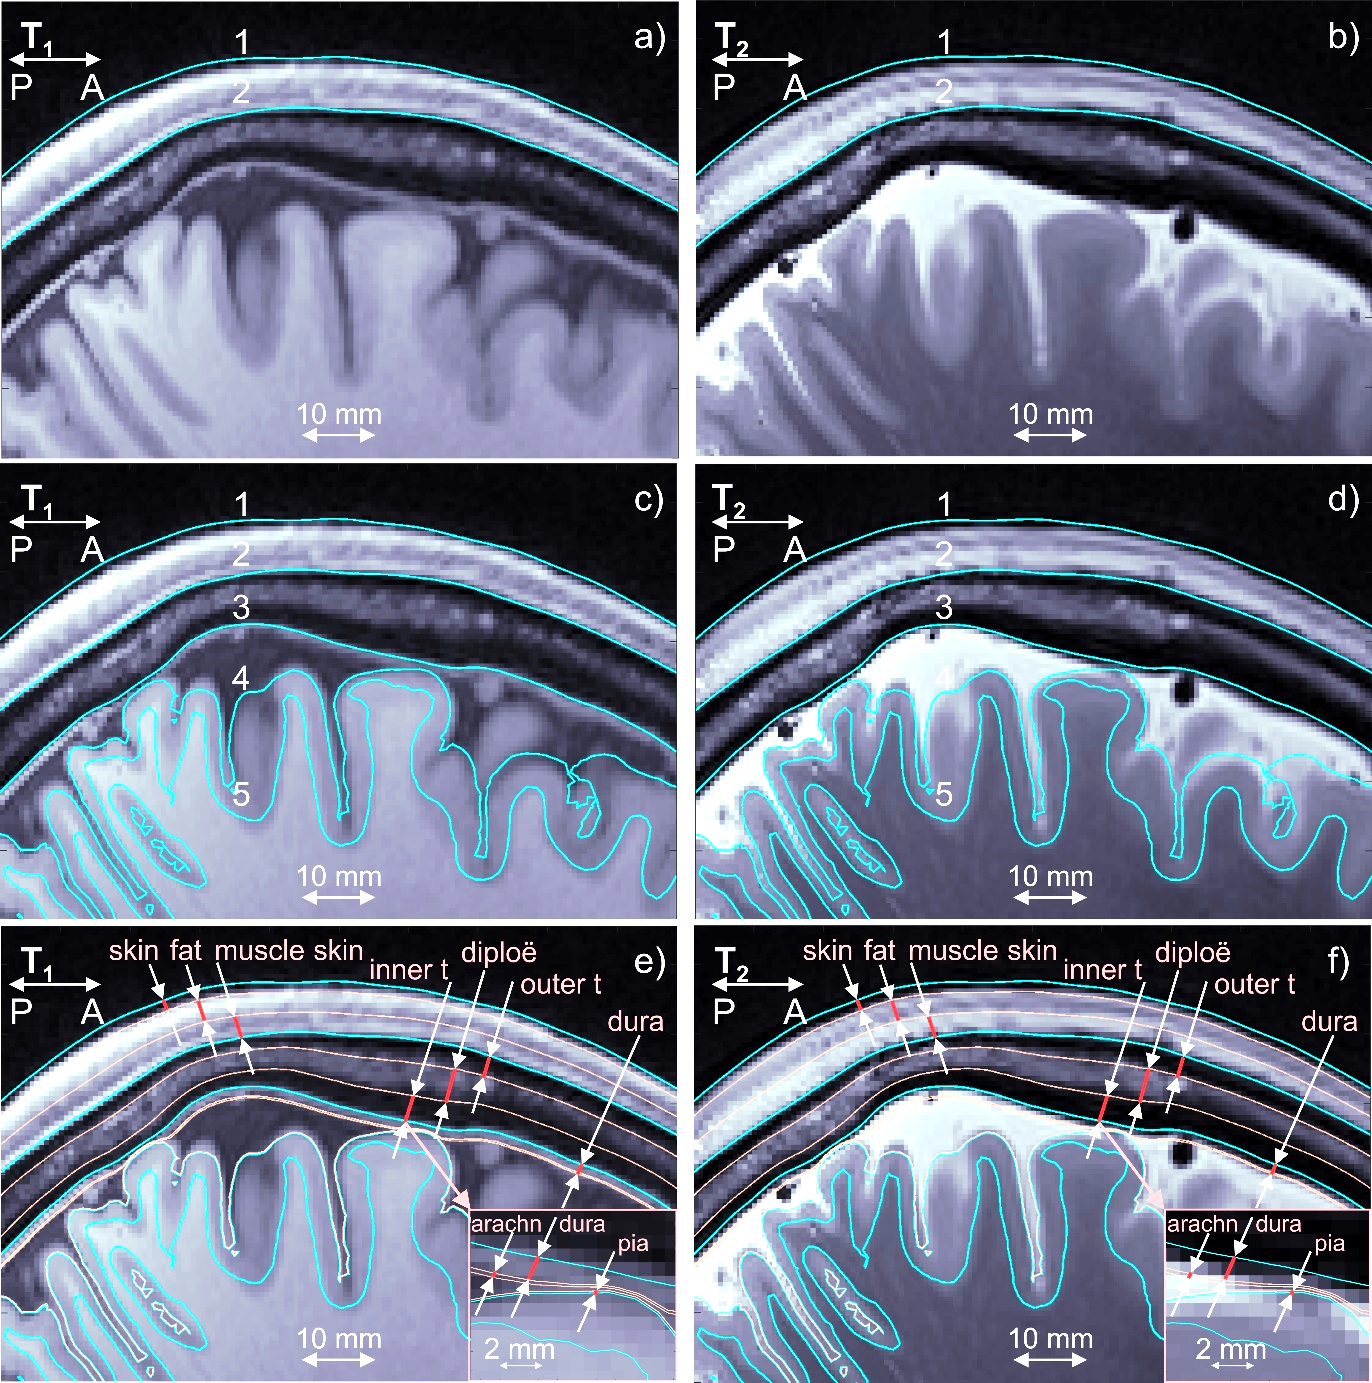 T1 1 a)
P A 2
10 mm
T2 1 b)
P A 2
10 mm
T1 1 c)
P A 2
3
4
5
10 mm
T2 1 d)
P A 2
3
4
5
10 mm
T1 skin fat muscle skin diploë e)
P A inner t outer t
dura
arachn dura
pia
10 mm 2 mm
T2 skin fat muscle skin diploë f)
P A inner t outer t
dura
arachn dura
pia
10 mm 2 mm